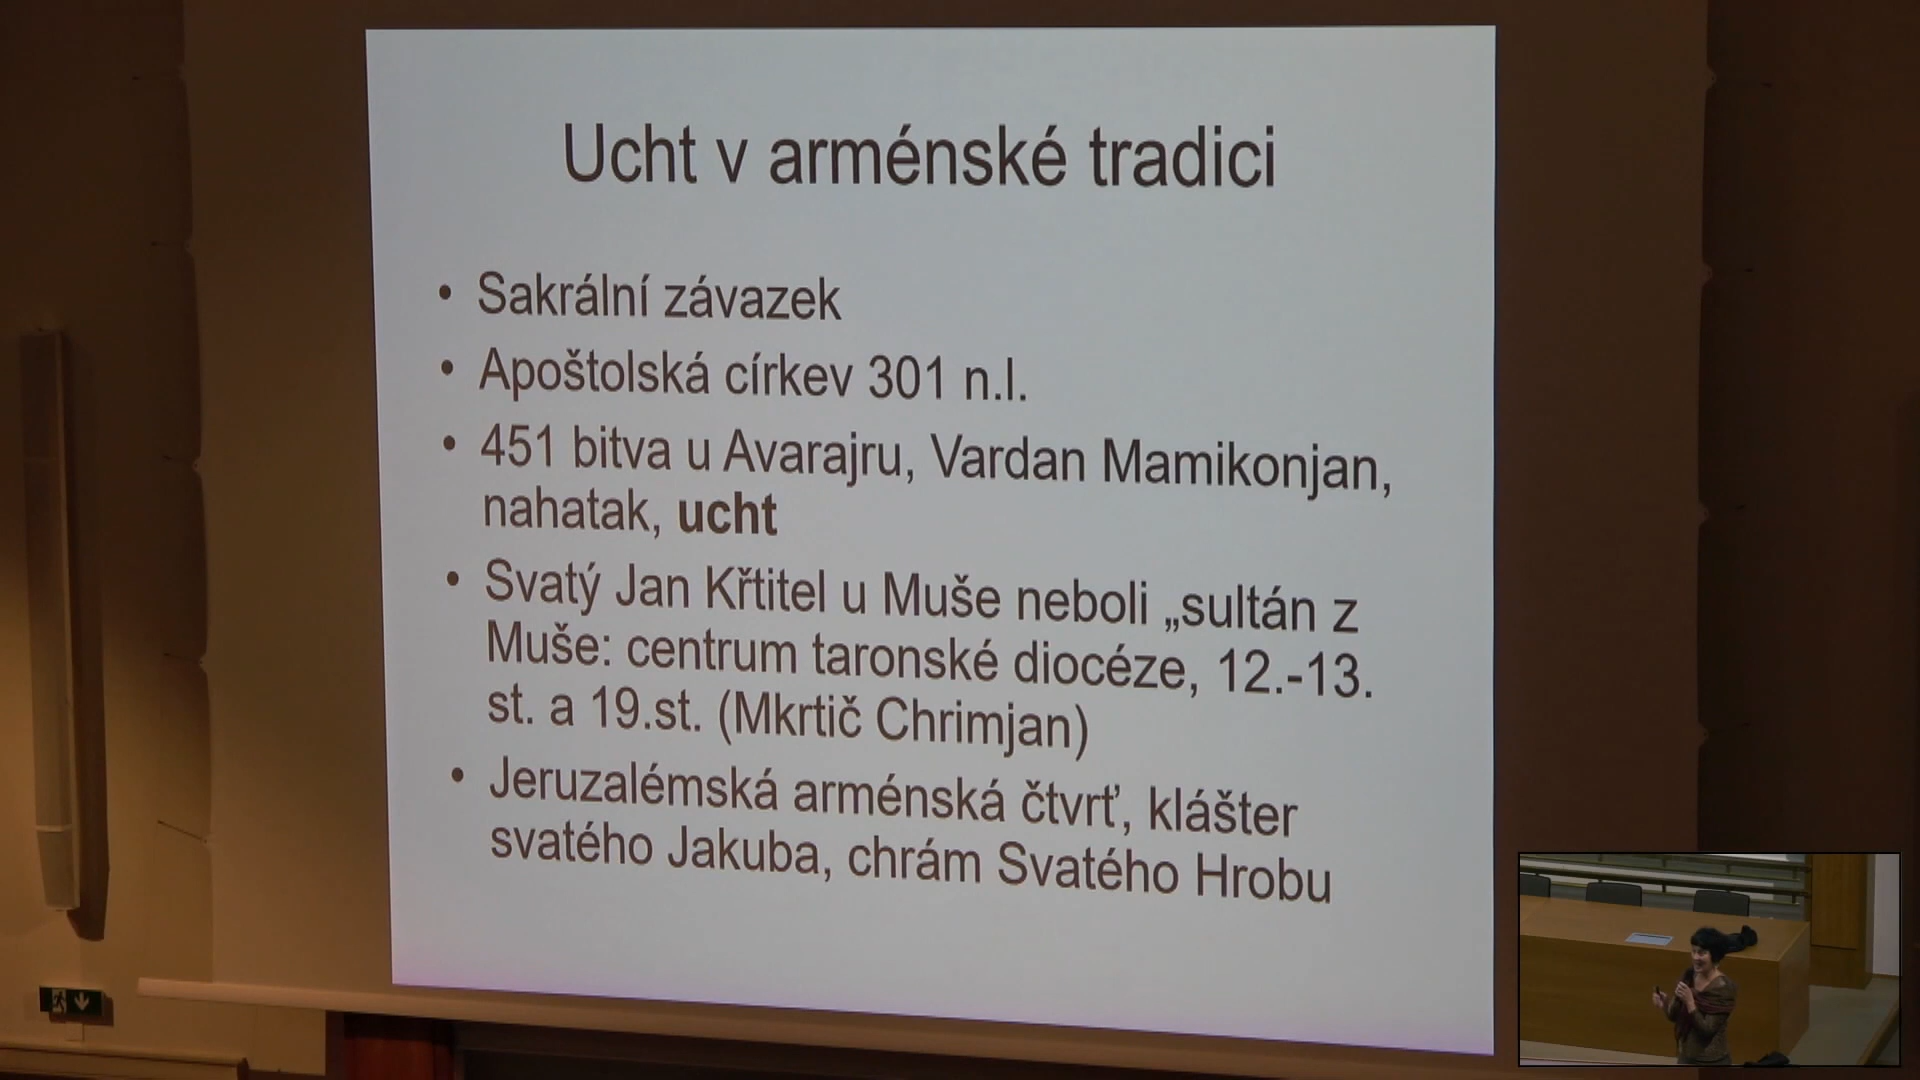 Ucht v arménské tradici
• Sakrální závazek
• Apoštolská církev 301 n.l.
• 451 bitva u Avarajru, Vardan Mamikonjan,
nahatak, ucht
• Svatý Jan Křtitel u Muše neboli „sultán z
Muše: centrum taronské diocéze, 12.-13.
st. a 19.st. (Mkrtič Chrimjan)
• Jeruzalémská arménská čtvrť, klášter
svatého Jakuba, chrám Svatého Hrobu